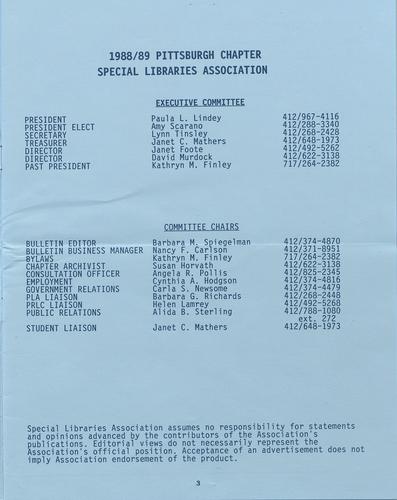 1988/89 PITTSBURGH CHAPTER
SPECIAL LIBRARIES ASSOCIATION
EXECUTIVE COMMITTEE
PRESIDENT Paula L. Lindey 412/967-4116
PRESIDENT ELECT Amy Scarano 412/288-3340
SECRETARY Lynn Tinsley 412/268-2428
TREASURER Janet C. Mathers 412/648-1973
DIRECTOR Janet Foote 412/492-5262
DIRECTOR David Murdock 412/622-3138
PAST PRESIDENT Kathryn M. Finley 717/264-2382
COMMITTEE CHAIRS
BULLETIN EDITOR Barbara M. Spiegelman 412/374-4870
BULLETIN BUSINESS MANAGER Nancy F. Carlson 412/371-8951
BYLAWS Kathryn M. Finley 717/264-2382
CHAPTER ARCHIVIST Susan Horvath 412/622-3138
CONSULTATION OFFICER Angela R. Pollis 412/825-2345
EMPLOYMENT Cynthia A. Hodgson 412/374-4816
GOVERNMENT RELATIONS Carla S. Newsome 412/374-4479
PLA LIAISON Barbara G. Richards 412/268-2448
PRLC LIAISON Helen Lamrey 412/492-5268
PUBLIC RELATIONS Alida B. Sterling 412/788-1080
ext. 272
STUDENT LIAISON Janet C. Mathers 412/648-1973
Special Libraries Association assumes no responsibility for statements
and opinions advanced by the contributors of the Association's
publications. Editorial views do not necessarily represent the
Association's official position. Acceptance of an advertisement does not
imply Association endorsement of the product.
3